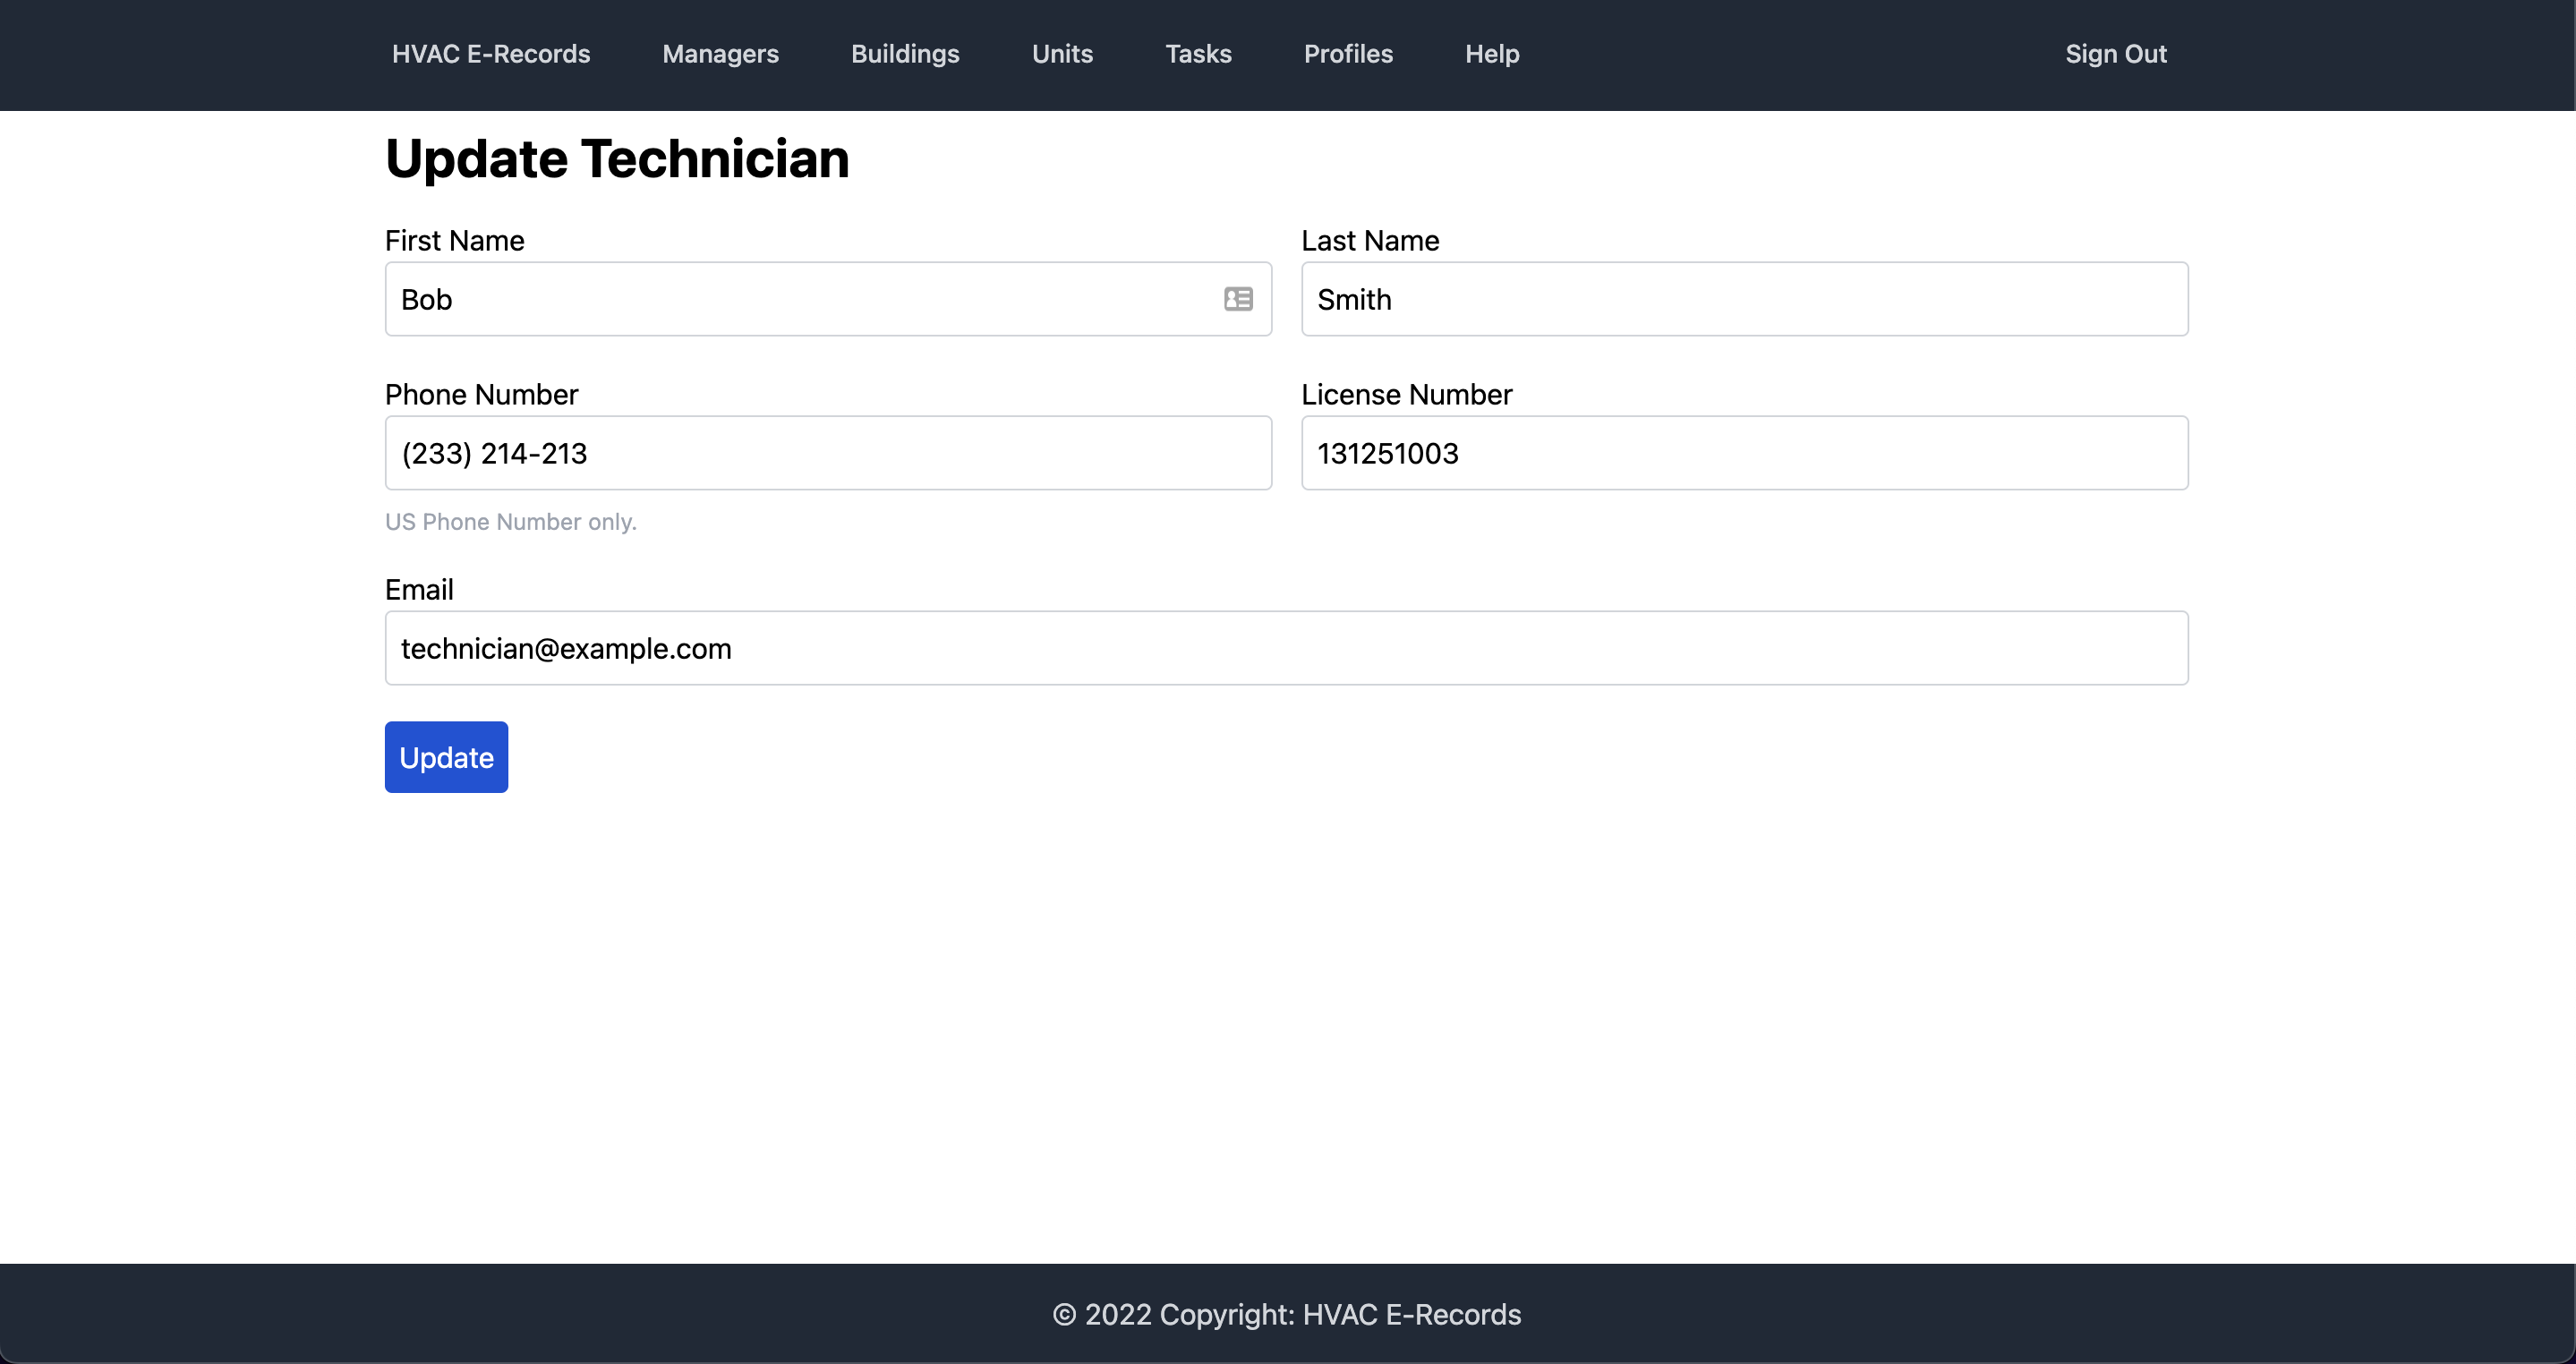 HVAC E-Records Managers Buildings Units Tasks Profiles Help Sign Out
Update Technician
First Name Last Name
Bob Smith
Phone Number License Number
(233) 214-213 131251003
US Phone Number only.
Email
technician@example.com
Update
© 2022 Copyright: HVAC E-Records